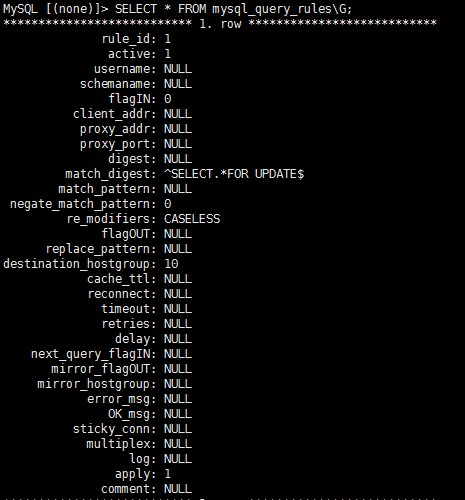 MySQL [(none)]> SELECT * FROM mysql_query_rules\G;
*************************** 1. row ***************************
rule_id: 1
active: 1
username: NULL
schemaname: NULL
flagIN: 0
client_addr: NULL
proxy_addr: NULL
proxy_port: NULL
digest: NULL
match_digest: ^SELECT.*FOR UPDATE$
match_pattern: NULL
negate_match_pattern: 0
re_modifiers: CASELESS
flagOUT: NULL
replace_pattern: NULL
destination_hostgroup: 10
cache_ttl: NULL
reconnect: NULL
timeout: NULL
retries: NULL
delay: NULL
next_query_flagIN: NULL
mirror_flagOUT: NULL
mirror_hostgroup: NULL
error_msg: NULL
OK_msg: NULL
sticky_conn: NULL
multiplex: NULL
log: NULL
apply: 1
comment: NULL